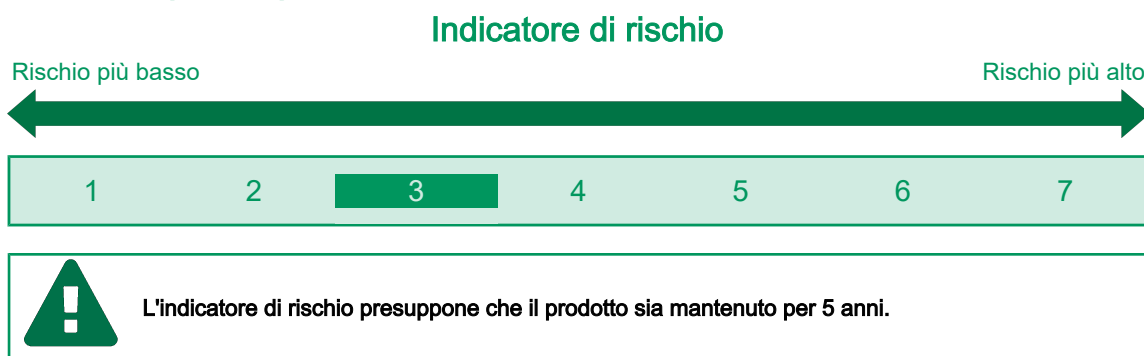 Indicatore di rischio
Rischio più basso Rischio più alto
1 2 3 4 5 6 7
L'indicatore di rischio presuppone che il prodotto sia mantenuto per 5 anni.